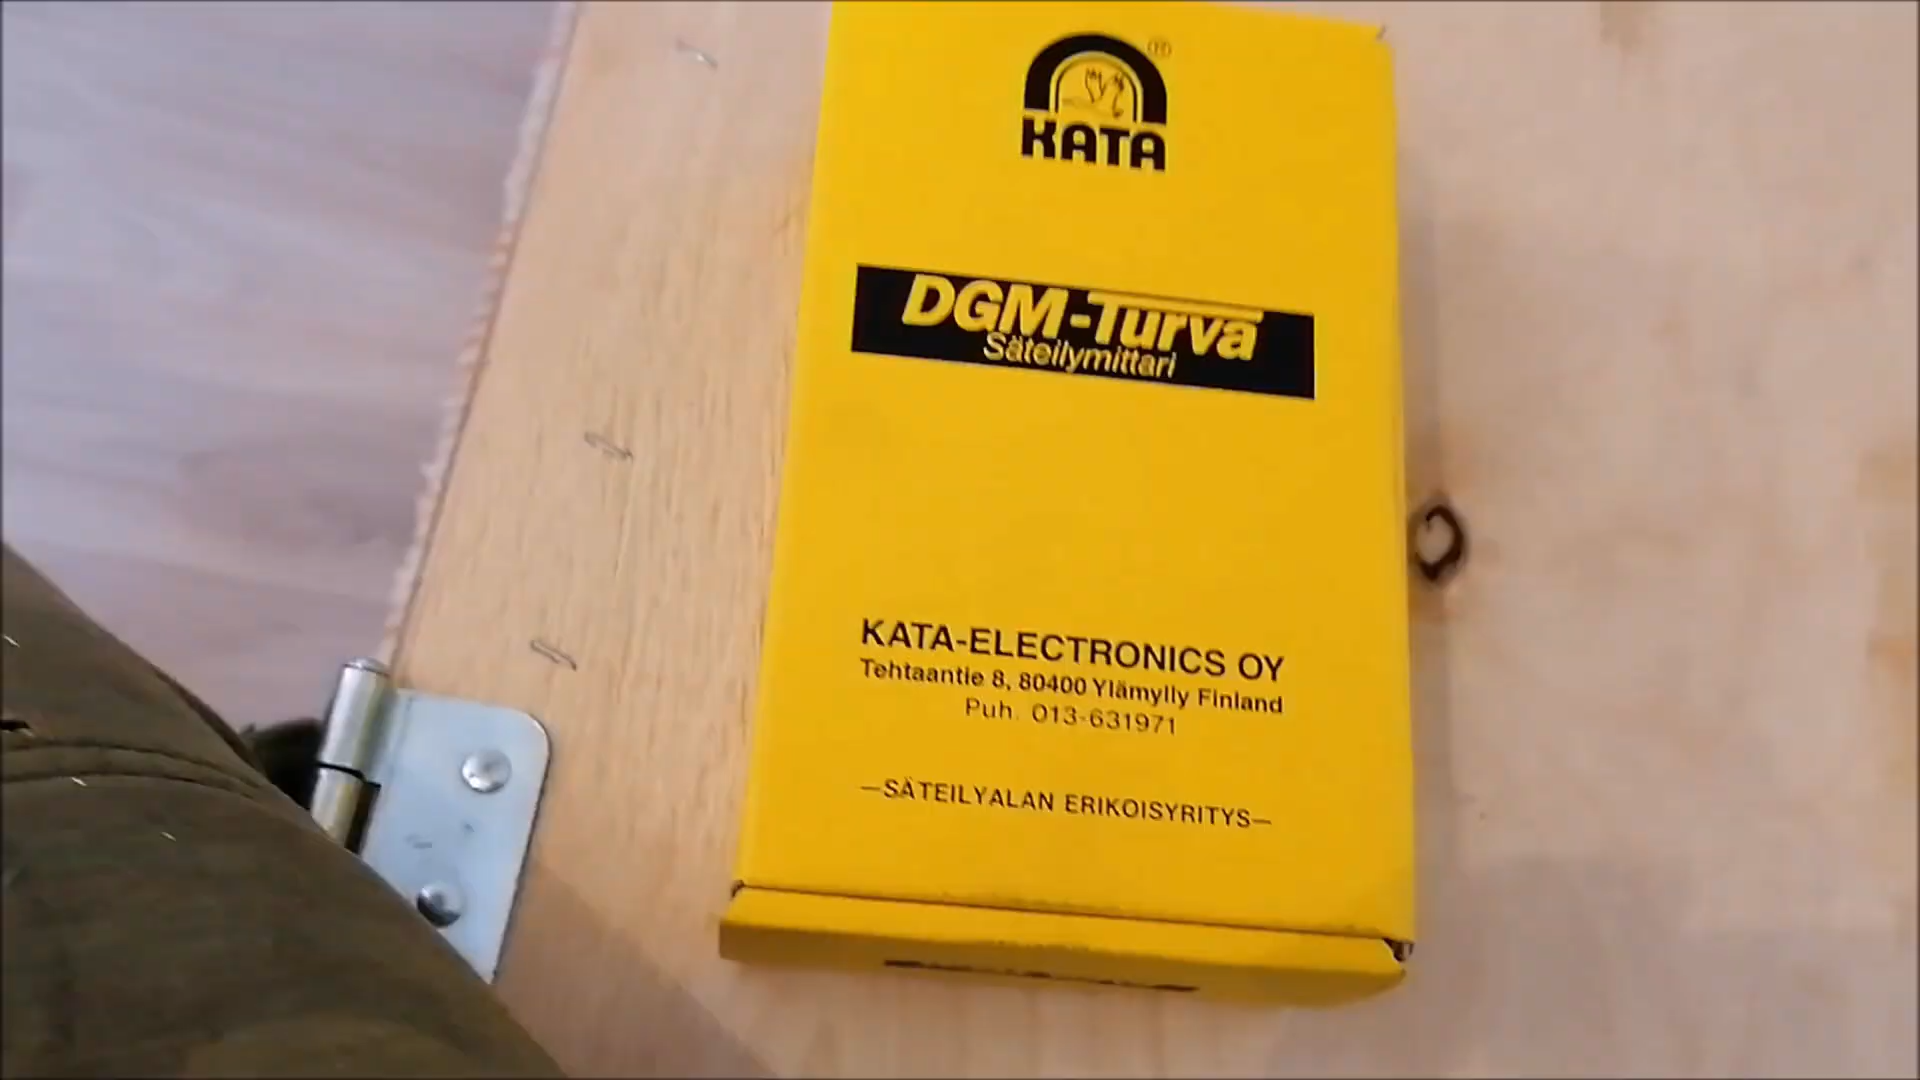 ®
KATA
DGM-Turva
Säteilymittari
KATA-ELECTRONICS OY
Tehtaantie 8, 80400 Ylämylly Finland
Puh. 013-631971
—SÄTEILYALAN ERIKOISYRITYS—